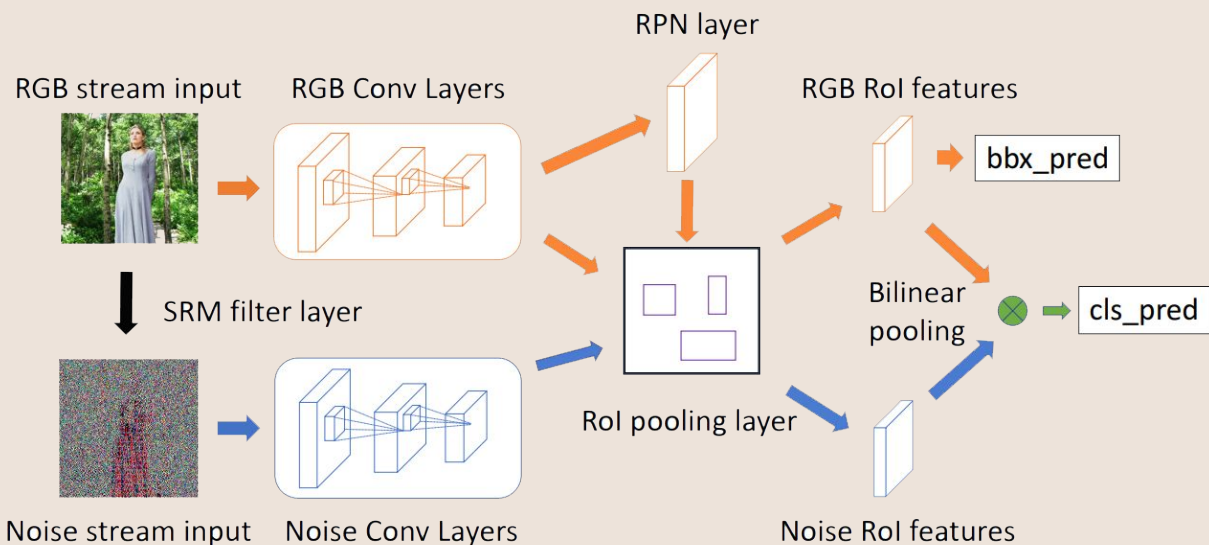 RPN layer
RGB stream input
RGB Conv Layers
RGB RoI features
bbx_pred
SRM filter layer
Bilinear
pooling
cls_pred
RoI pooling layer
Noise stream input
Noise Conv Layers
Noise RoI features